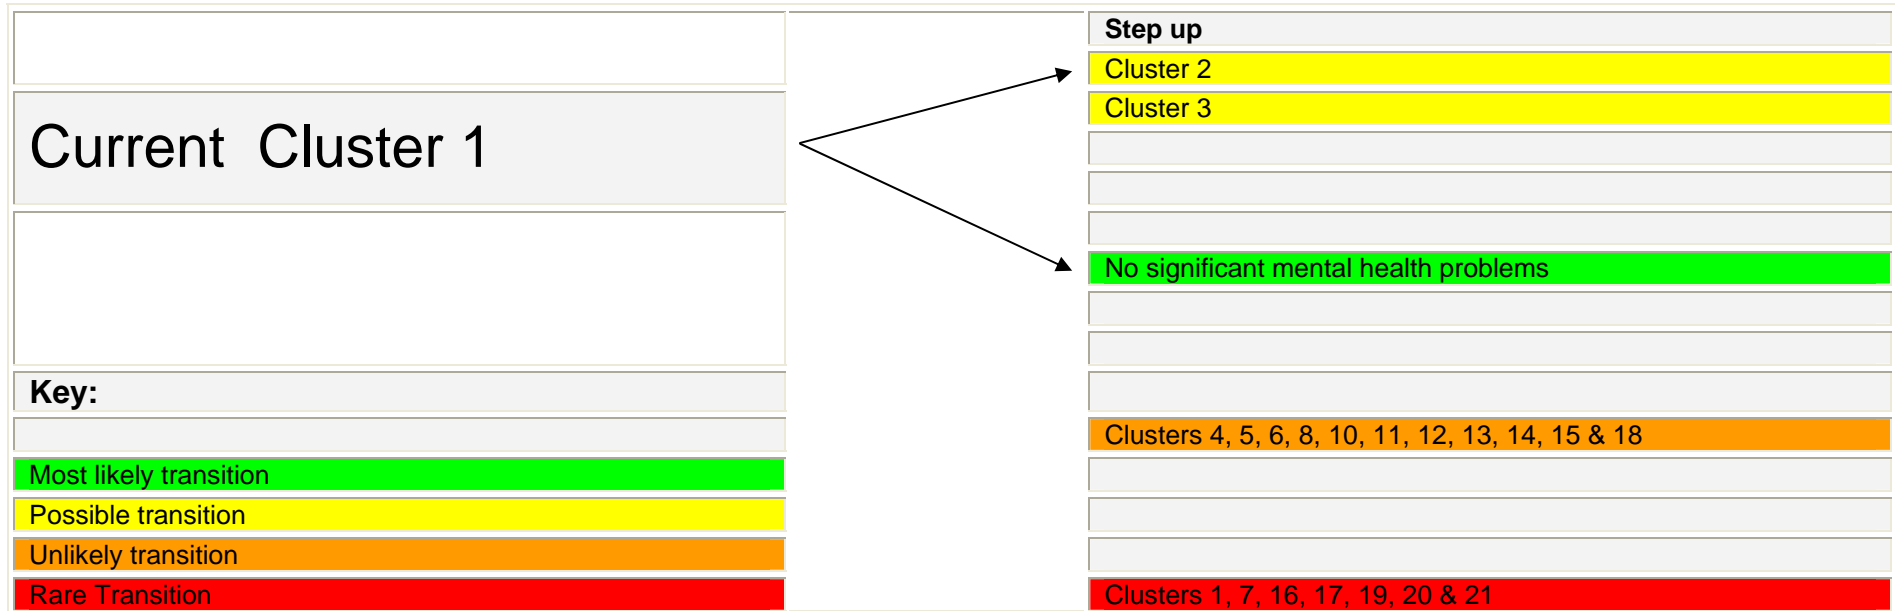 Current  Cluster 1
Key:
Most likely transition
Possible transition
Unlikely transition
Rare Transition
Step up
Cluster 2
Cluster 3
No significant mental health problems
Clusters 4, 5, 6, 8, 10, 11, 12, 13, 14, 15 & 18
Clusters 1, 7, 16, 17, 19, 20 & 21